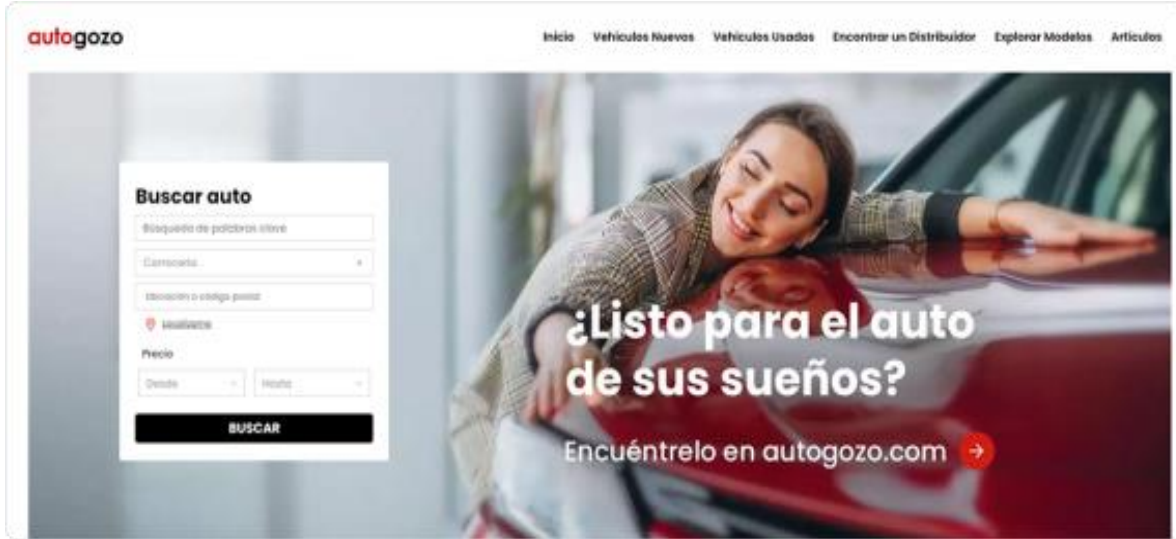 autogozo
Inicio Vehículos Nuevos Vehículos Usados Encontrar un Distribuidor Explorar Modelos Artículos
Buscar auto
Búsqueda de palabras clave
Carrocería
Ubicación o código postal
Precio
Desde Hasta
BUSCAR
¿Listo para el auto
de sus sueños?
Encuéntrelo en autogozo.com